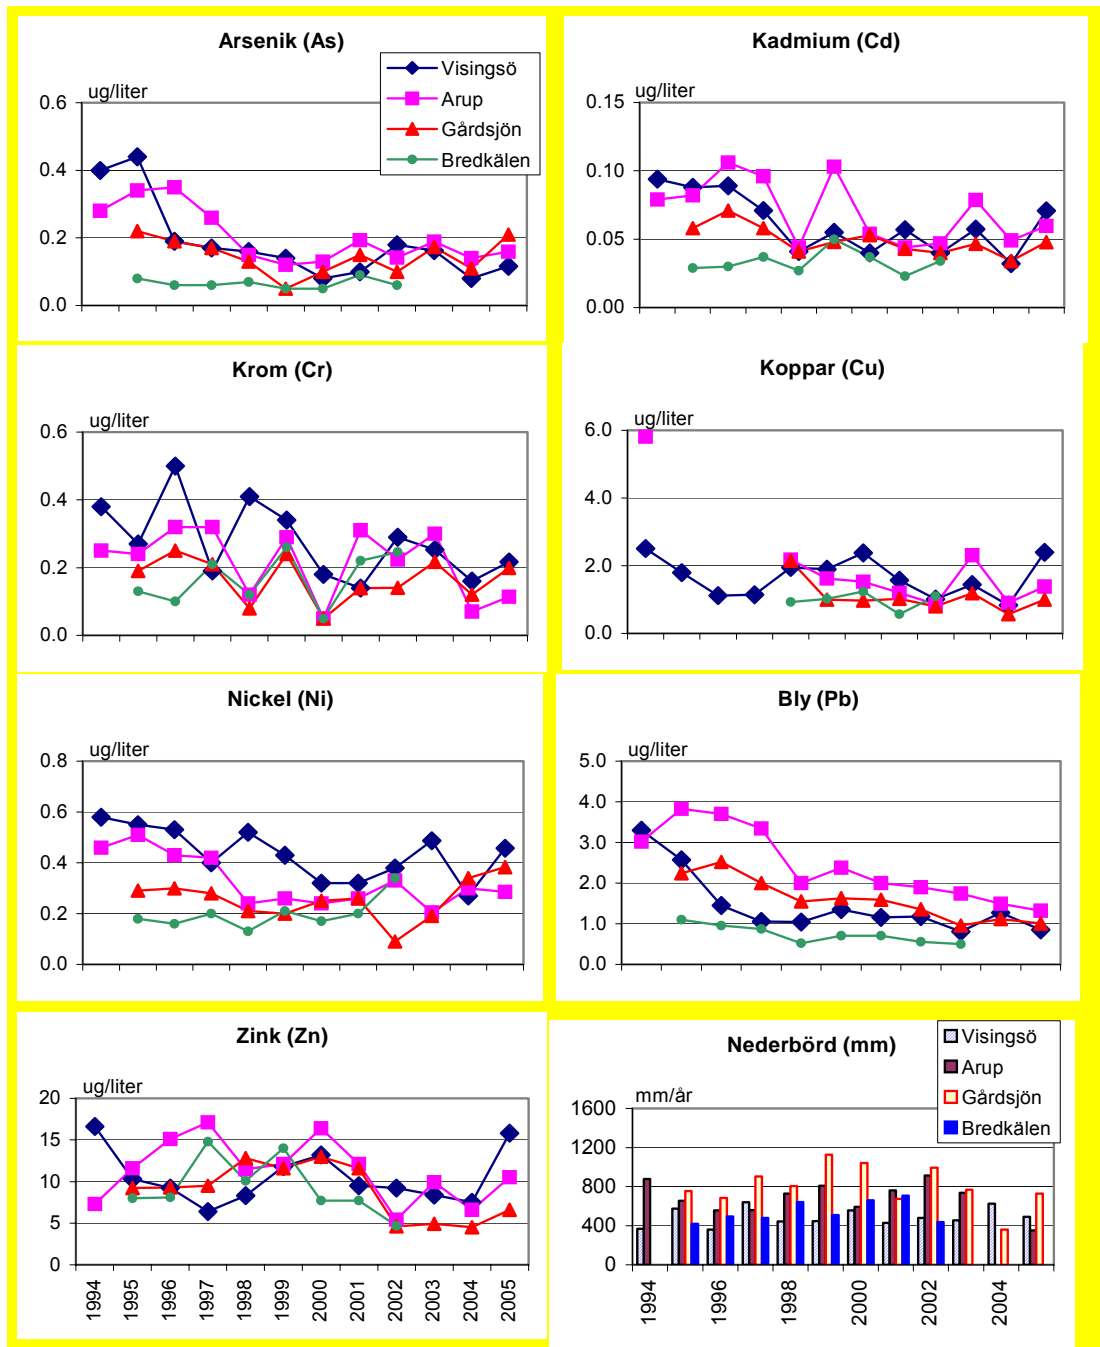 Arsenik (As)
ug/liter
Visingsö
Arup
Gårdsjön
Bredkälen
0.6
0.4
0.2
0.0
Kadmium (Cd)
ug/liter
0.15
0.10
0.05
0.00
Krom (Cr)
ug/liter
0.6
0.4
0.2
0.0
Koppar (Cu)
ug/liter
6.0
4.0
2.0
0.0
Nickel (Ni)
ug/liter
0.8
0.6
0.4
0.2
0.0
Bly (Pb)
ug/liter
5.0
4.0
3.0
2.0
1.0
0.0
Zink (Zn)
ug/liter
20
15
10
5
0
1994
1995
1996
1997
1998
1999
2000
2001
2002
2003
2004
2005
Nederbörd (mm)
Visingsö
Arup
Gårdsjön
Bredkälen
mm/år
1600
1200
800
400
0
1994
1996
1998
2000
2002
2004